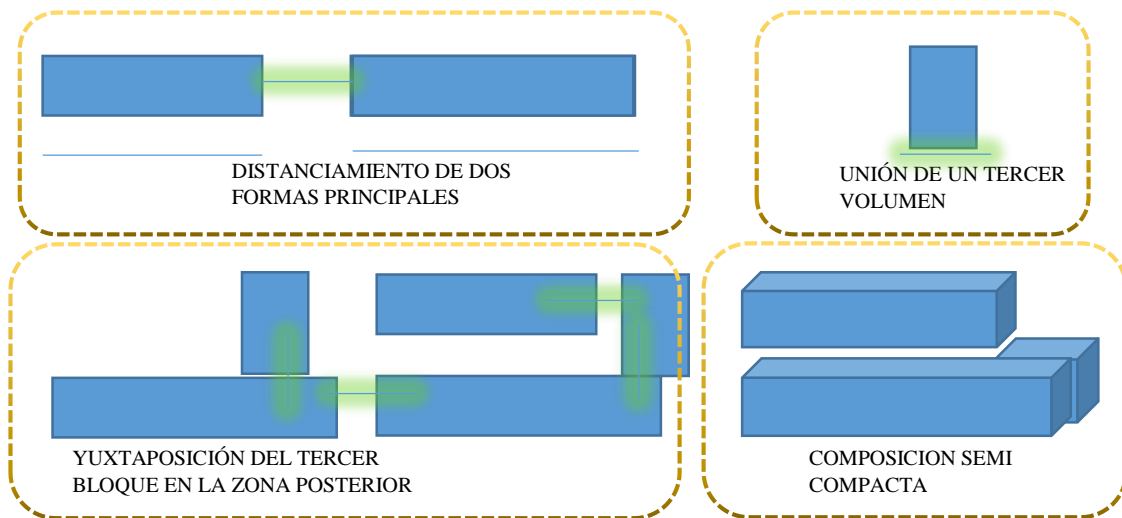 DISTANCIAMIENTO DE DOS
FORMAS PRINCIPALES
UNIÓN DE UN TERCER
VOLUMEN
YUXTAPOSICIÓN DEL TERCER
BLOQUE EN LA ZONA POSTERIOR
COMPOSICION SEMI
COMPACTA